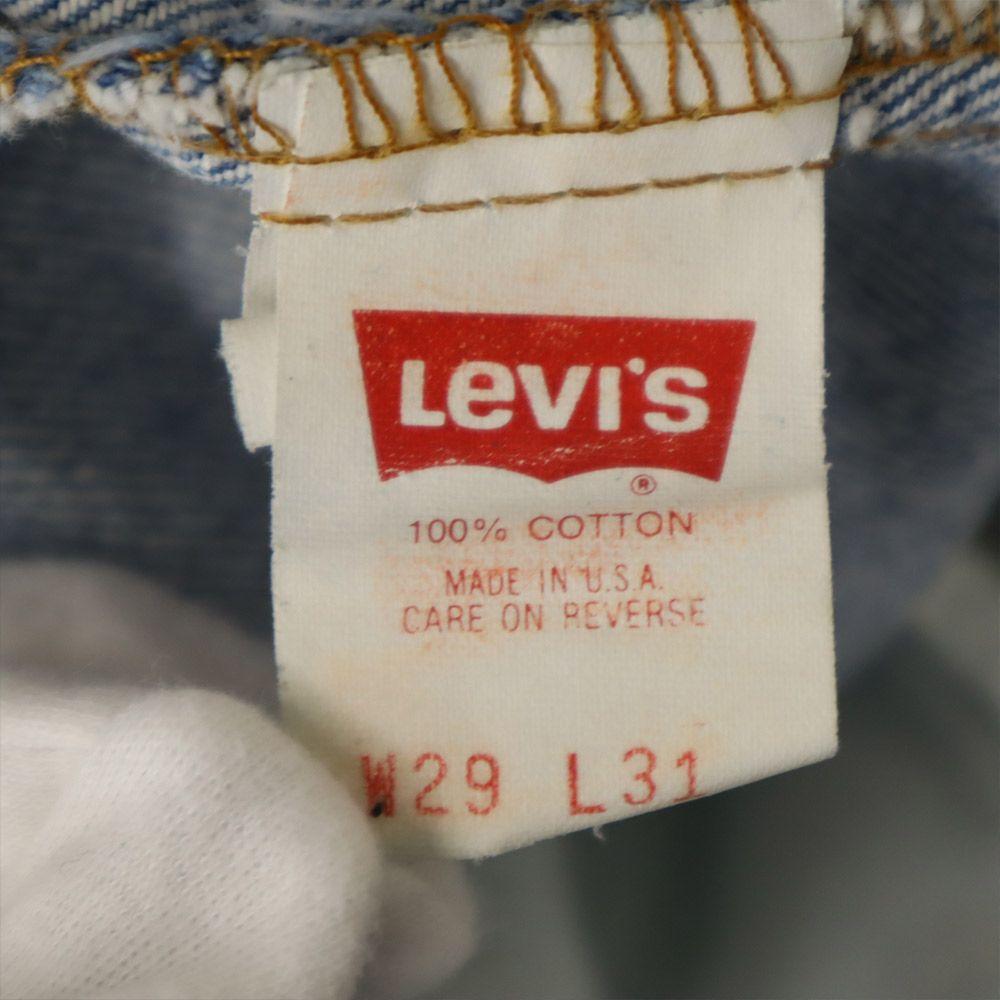 Levi's
®
100% COTTON
MADE IN U.S.A.
CARE ON REVERSE
W29 L31